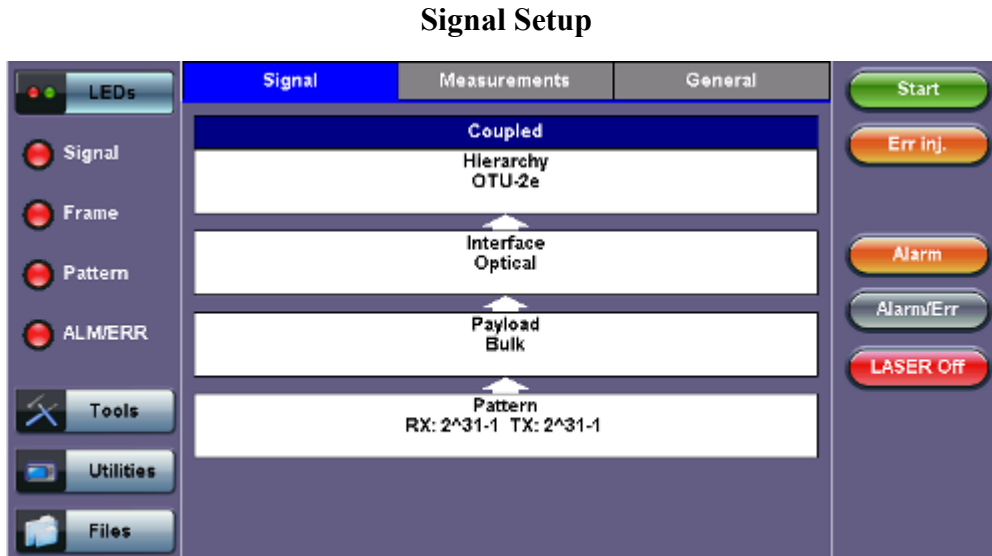 Signal Setup
LEDs
Signal
Frame
Pattern
ALM/ERR
Tools
Utilities
Files
Signal
Measurements
General
Coupled
Hierarchy
OTU-2e
Interface
Optical
Payload
Bulk
Pattern
RX: 2^31-1 TX: 2^31-1
Start
Err inj.
Alarm
Alarm/Err
LASER Off